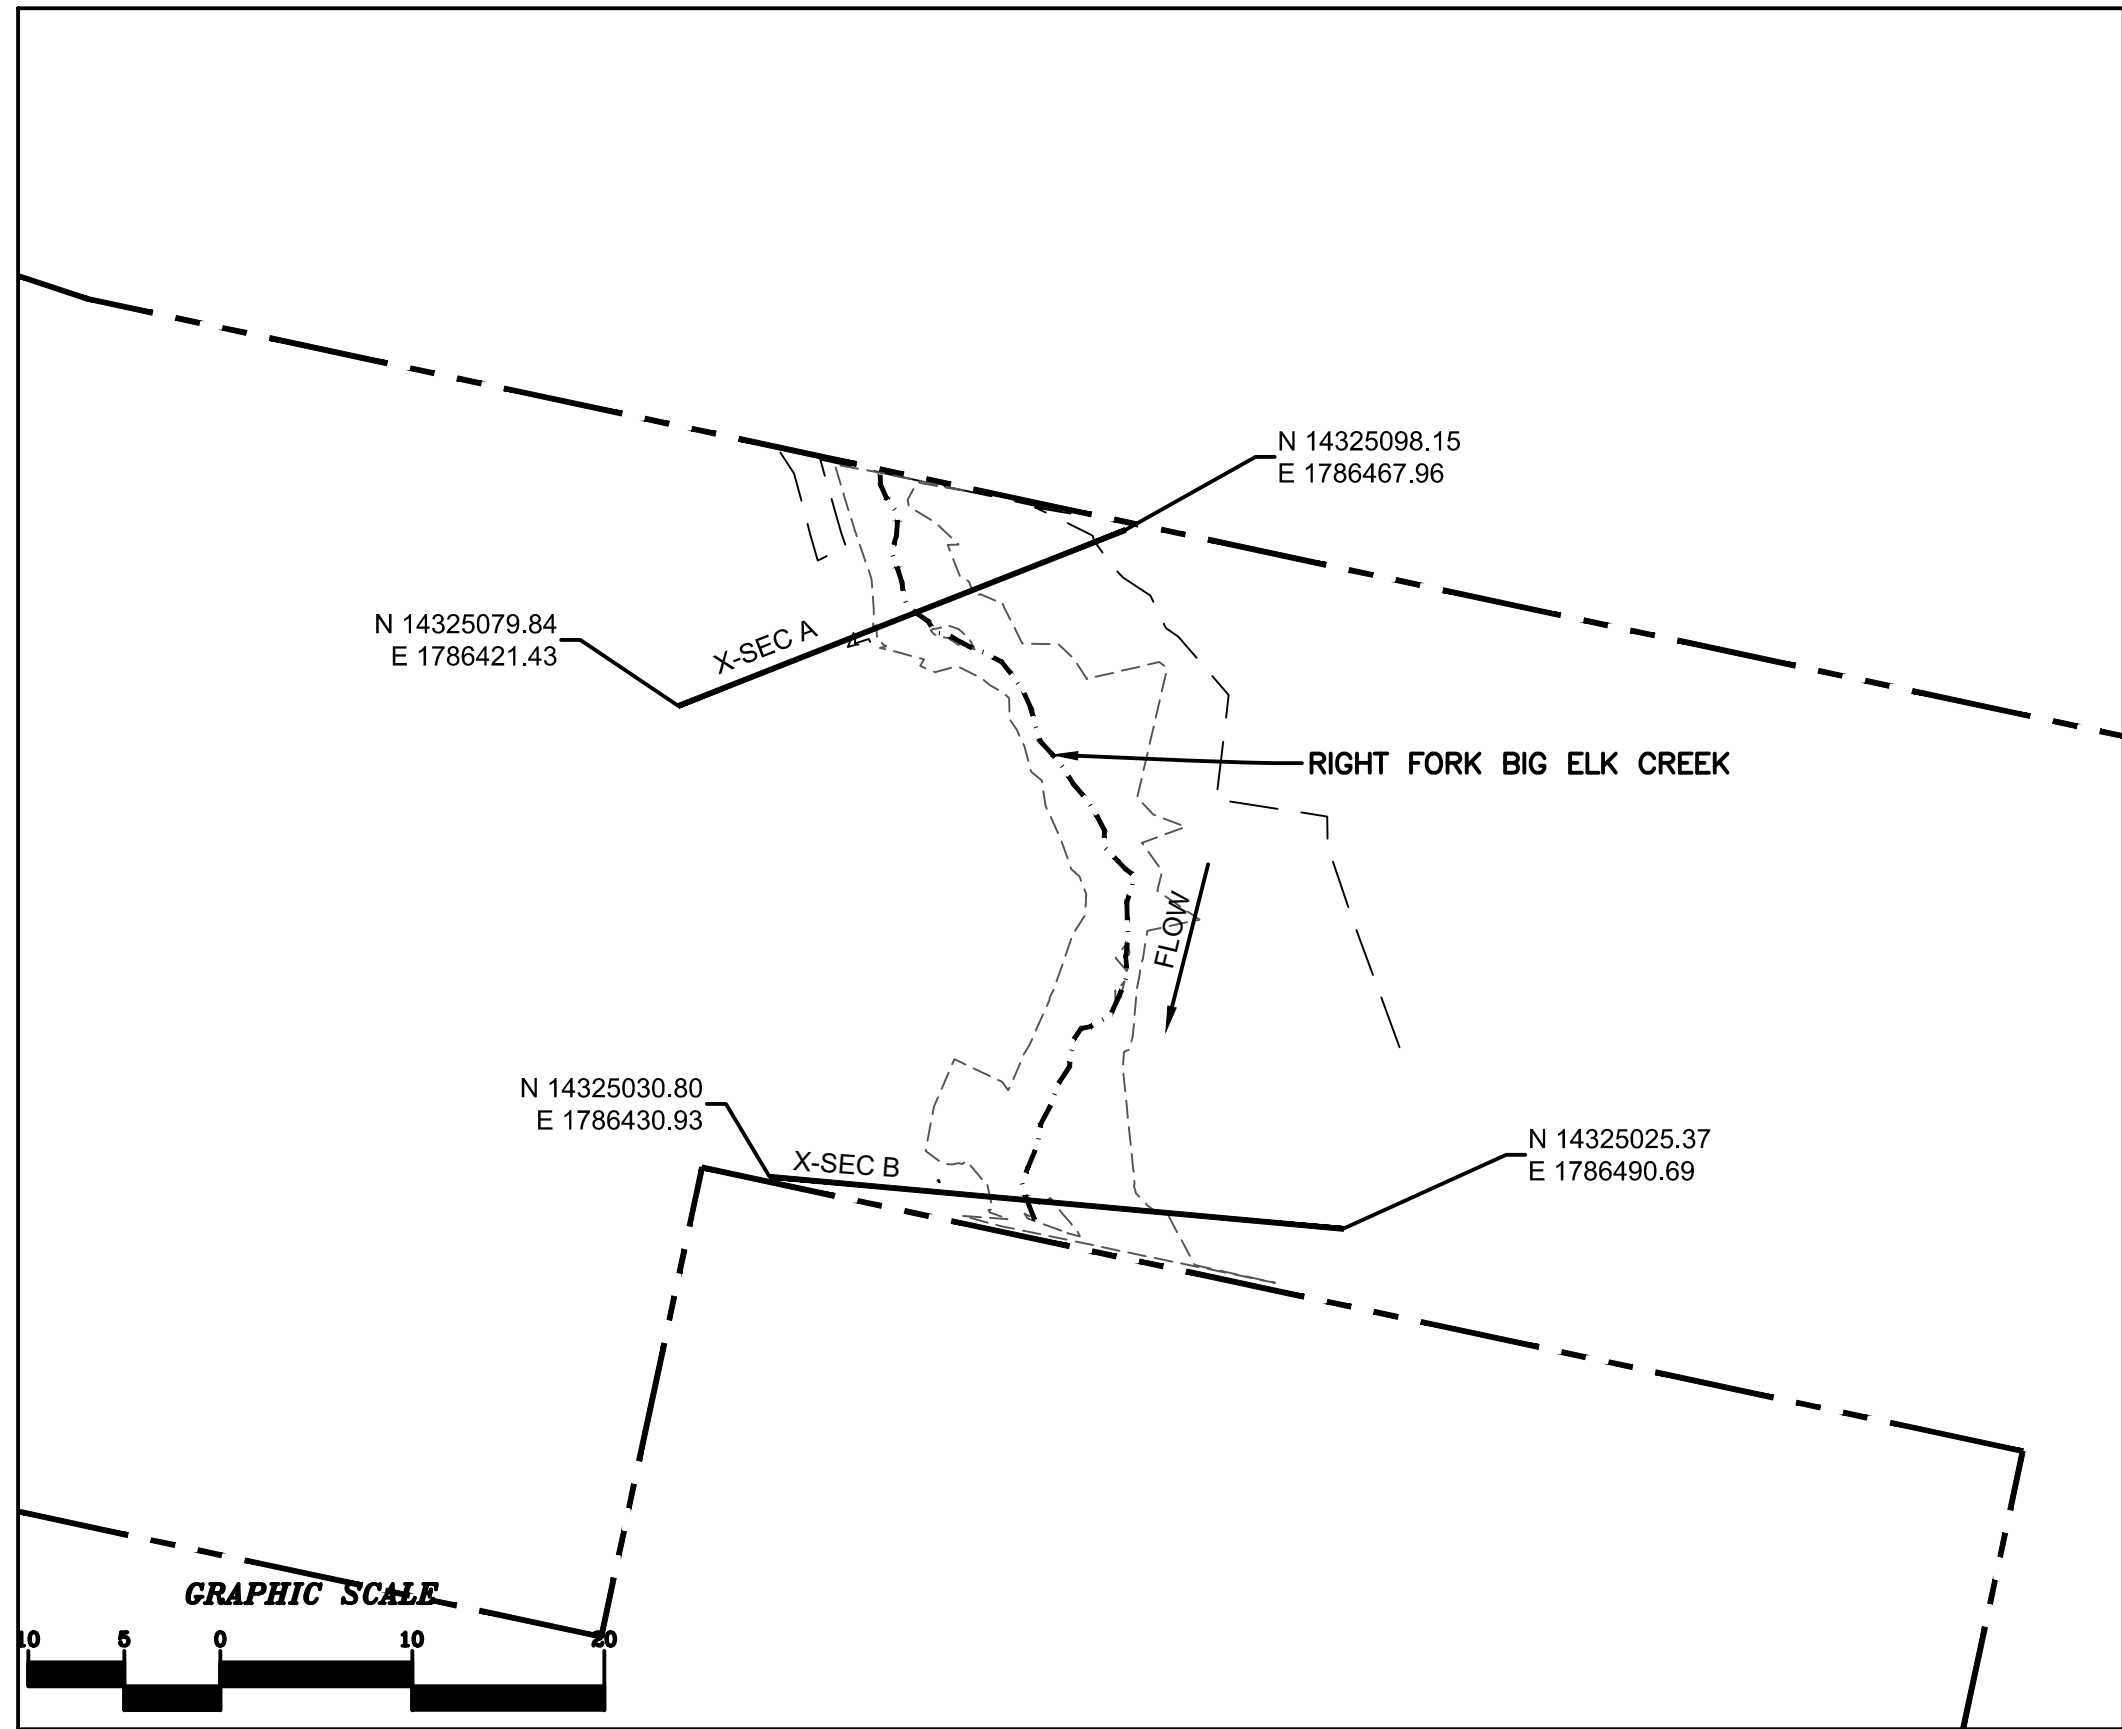 N 14325098.15
E 1786467.96
N 14325079.84
E 1786421.43
X-SEC A
RIGHT FORK BIG ELK CREEK
FLOW
N 14325030.80
E 1786430.93
X-SEC B
N 14325025.37
E 1786490.69
GRAPHIC SCALE
10 5 0 10 20